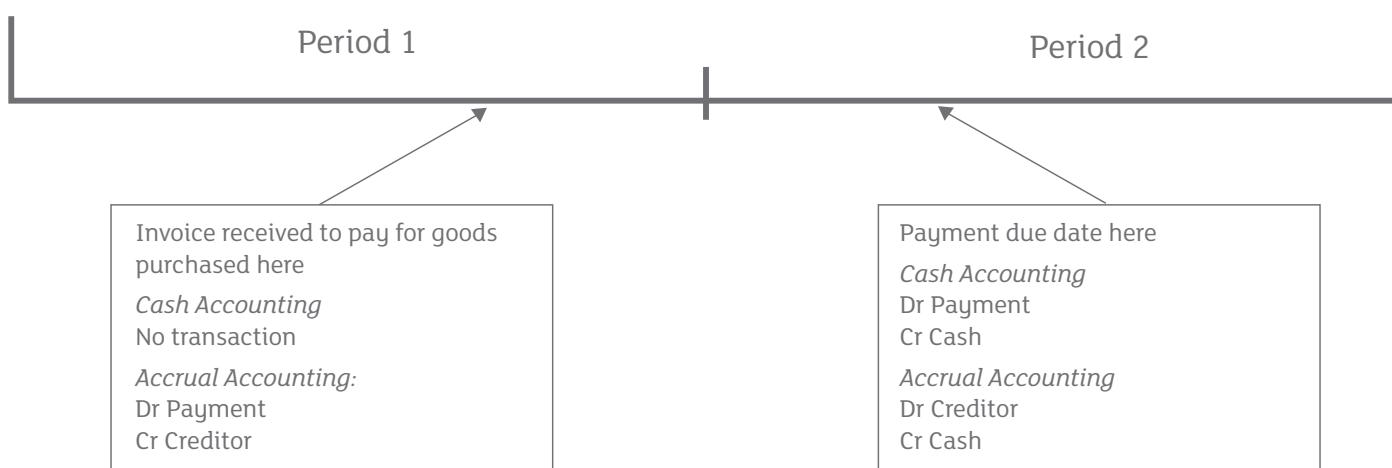 Period 1
Period 2
Invoice received to pay for goods
purchased here
Cash Accounting
No transaction
Accrual Accounting:
Dr Payment
Cr Creditor
Payment due date here
Cash Accounting
Dr Payment
Cr Cash
Accrual Accounting
Dr Creditor
Cr Cash